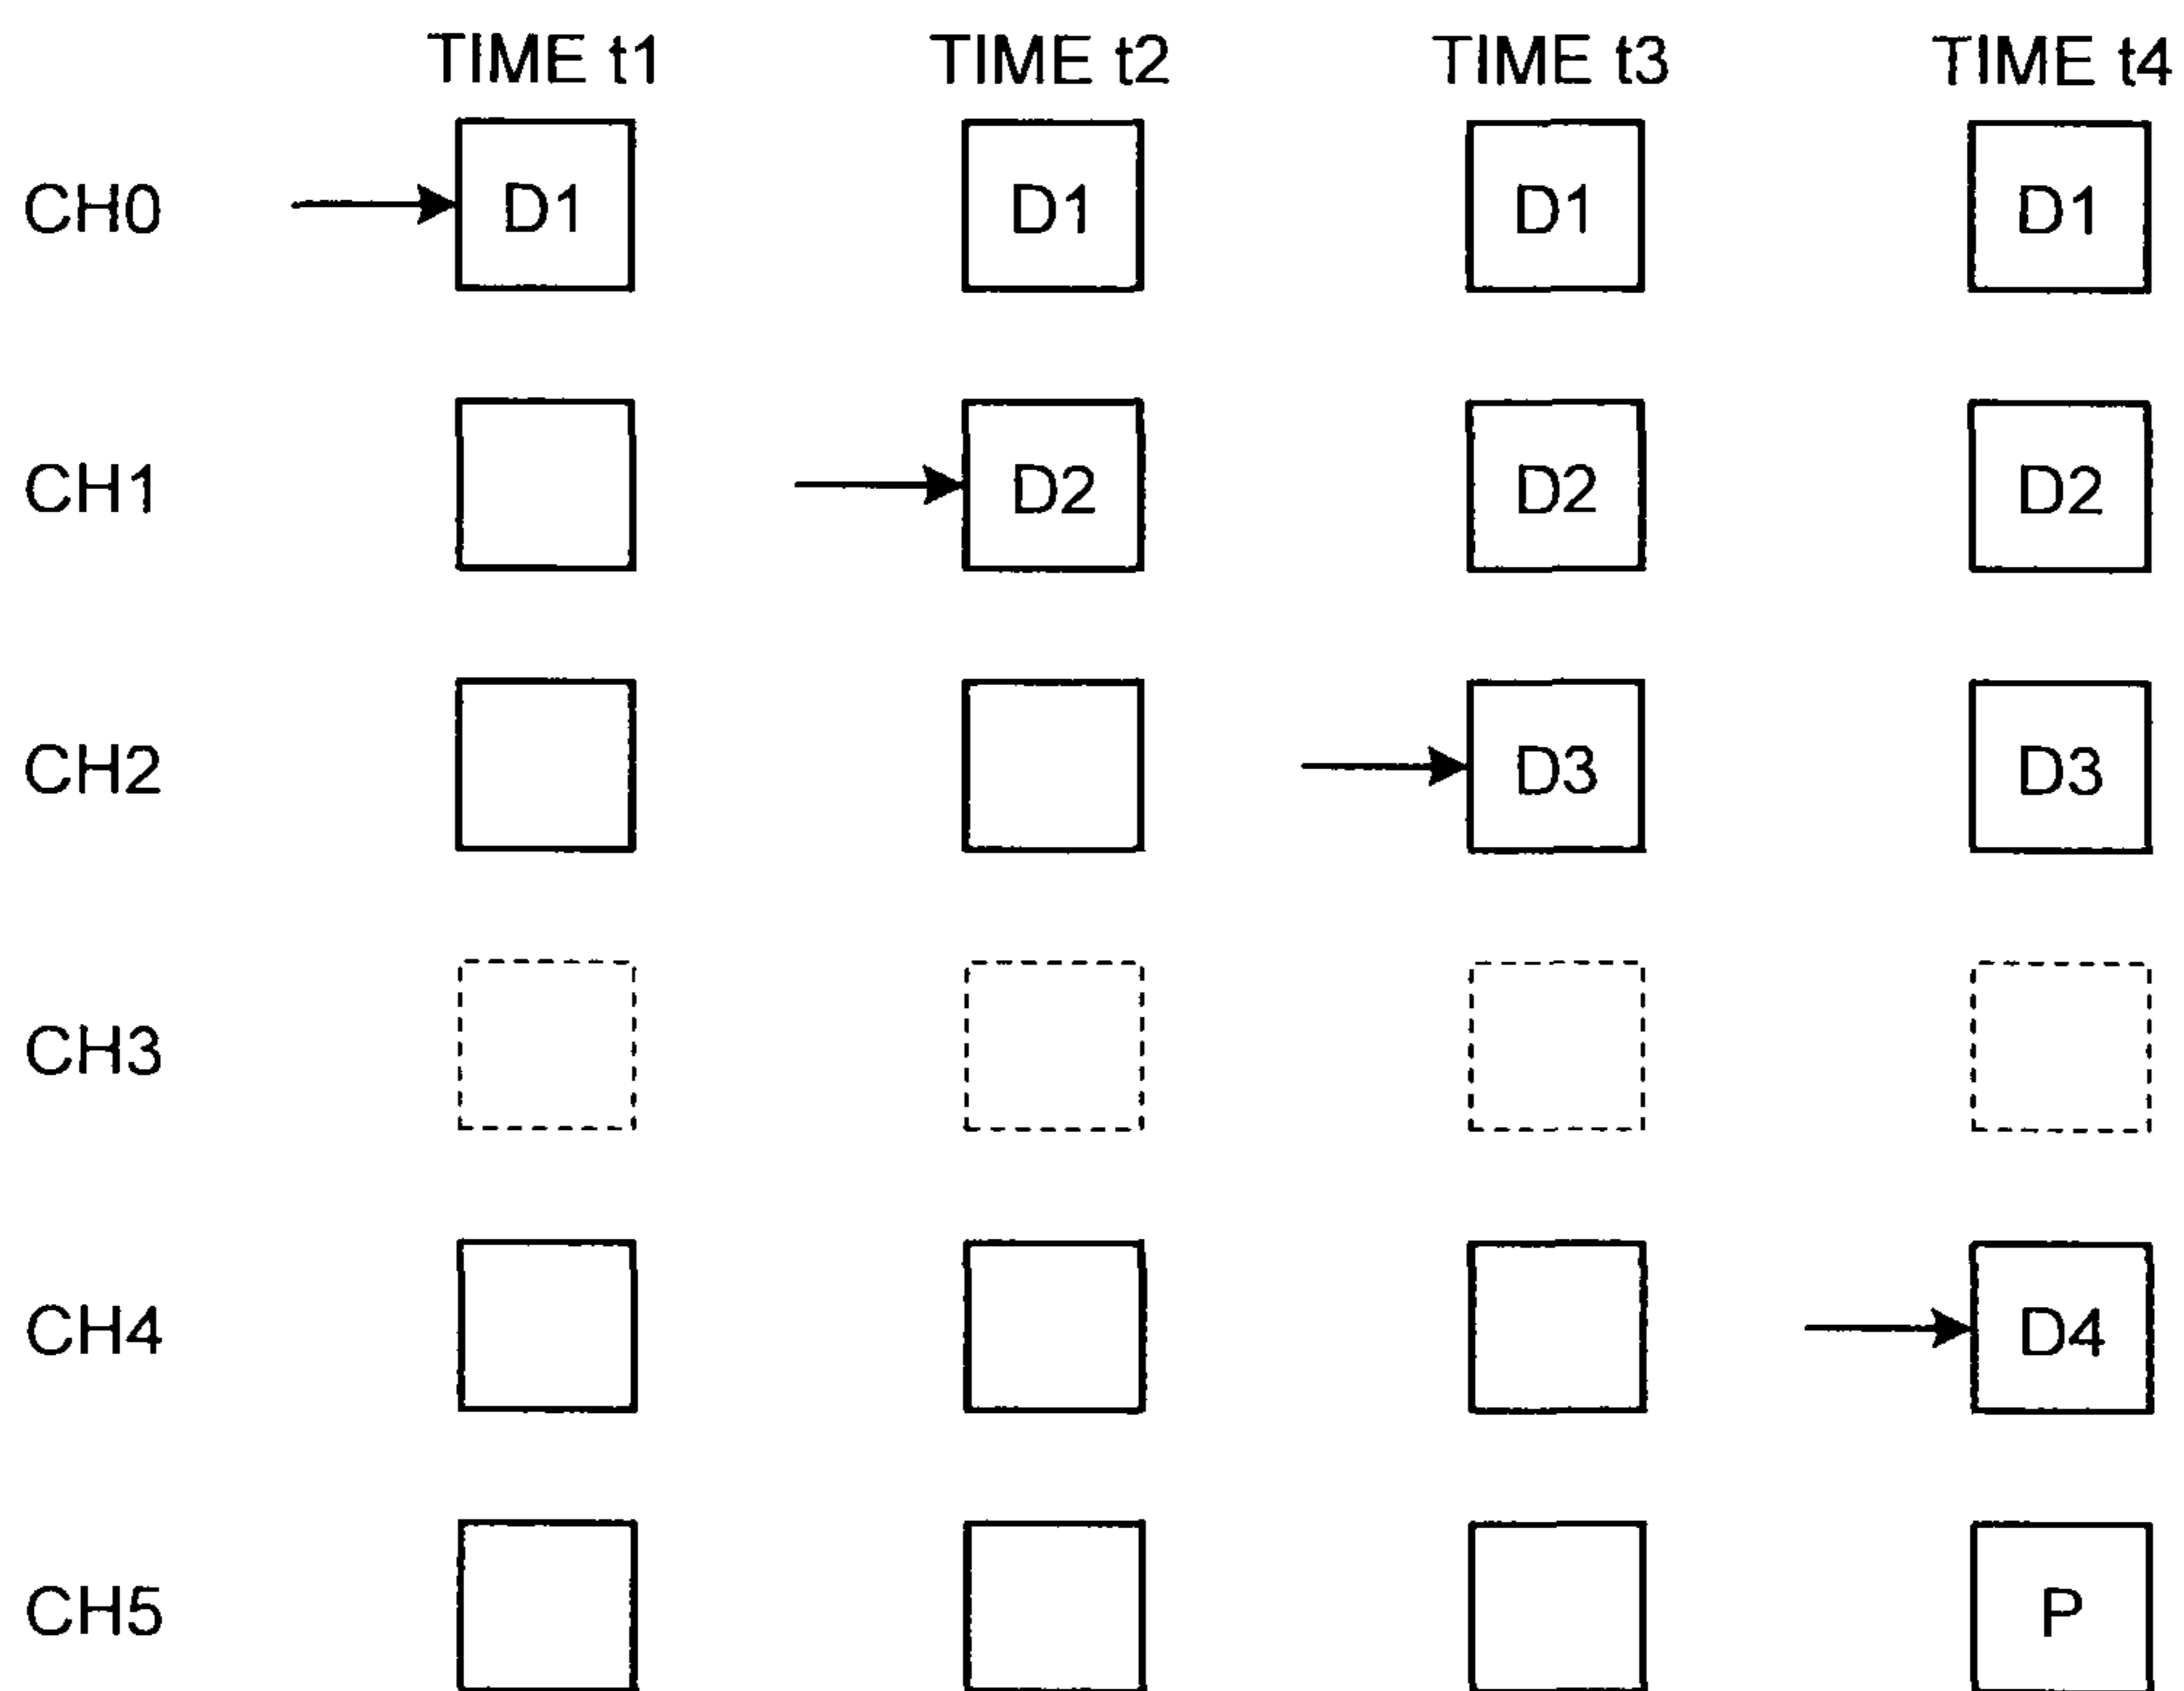 TIME t1 TIME t2 TIME t3 TIME t4
CH0 D1 D1 D1 D1
CH1 D2 D2 D2
CH2 D3 D3
CH3
CH4 D4
CH5 P